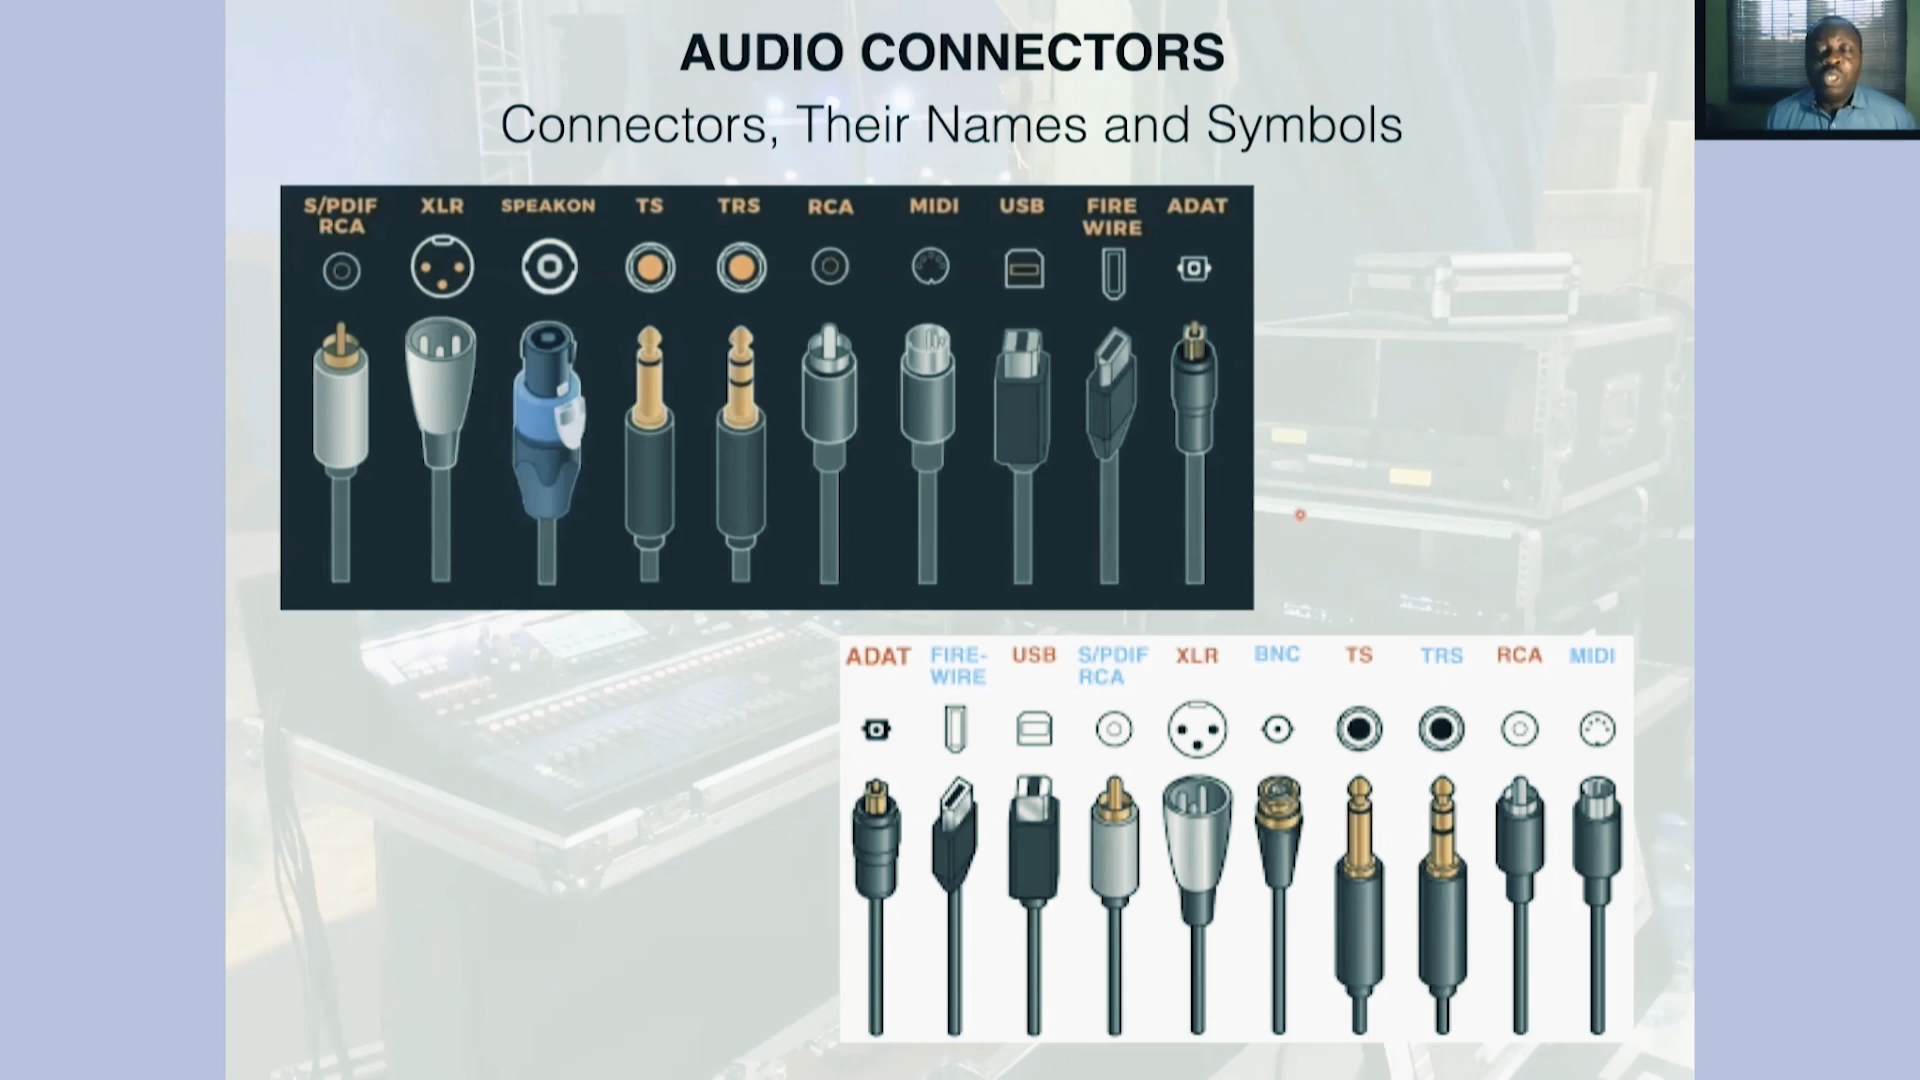 AUDIO CONNECTORS
Connectors, Their Names and Symbols
S/PDIF RCA
XLR
SPEAKON
TS
TRS
RCA
MIDI
USB
FIRE WIRE
ADAT
ADAT
FIRE-
WIRE
USB
S/PDIF
RCA
XLR
BNC
TS
TRS
RCA
MIDI